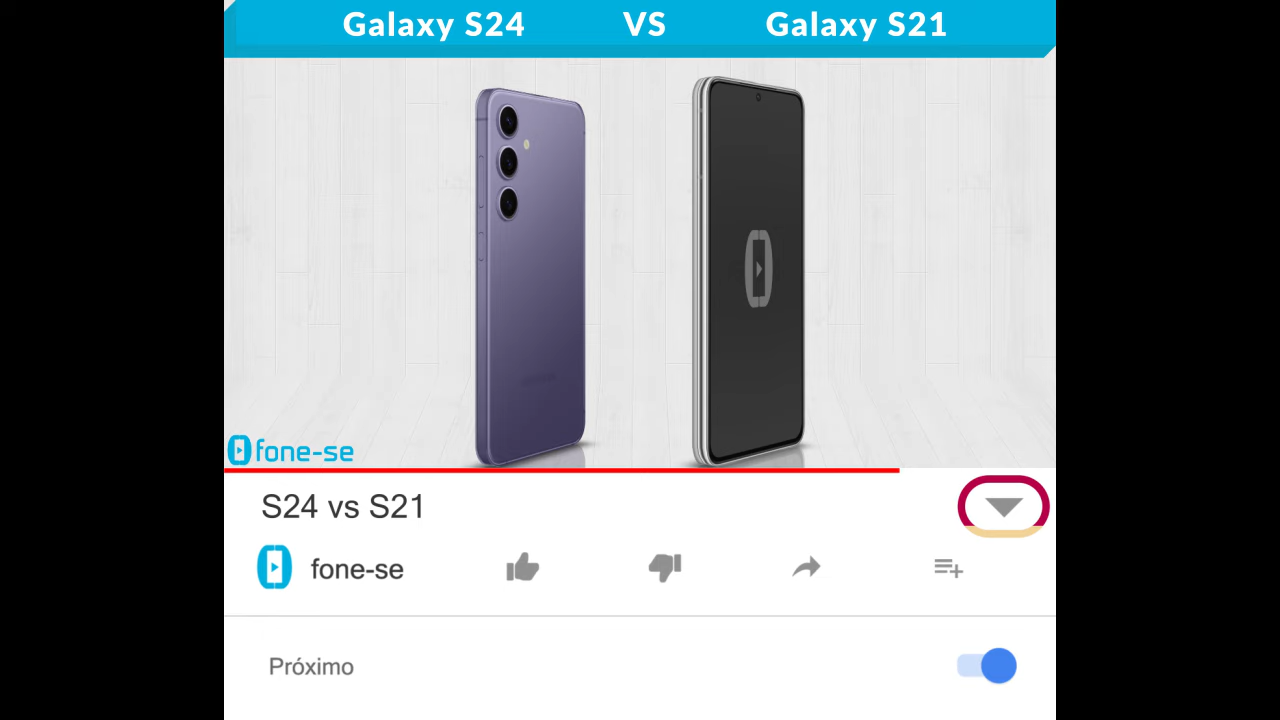 Galaxy S24 VS Galaxy S21
fone-se
S24 vs S21
fone-se
Próximo